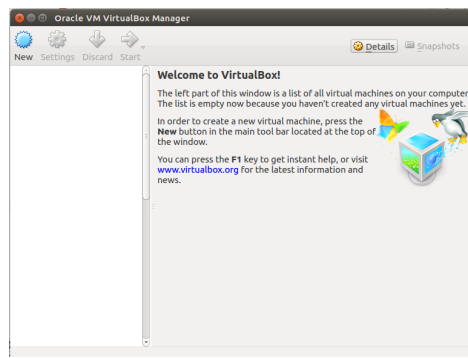 Oracle VM VirtualBox Manager
New Settings Discard Start
Details Snapshots
Welcome to VirtualBox!
The left part of this window is a list of all virtual machines on your computer
The list is empty now because you haven't created any virtual machines yet.
In order to create a new virtual machine, press the
New button in the main tool bar located at the top of
the window.
You can press the F1 key to get instant help, or visit
www.virtualbox.org for the latest information and
news.